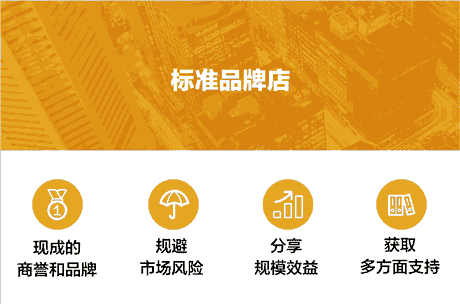 标准品牌店
1
现成的
商誉和品牌
规避
市场风险
分享
规模效益
获取
多方面支持